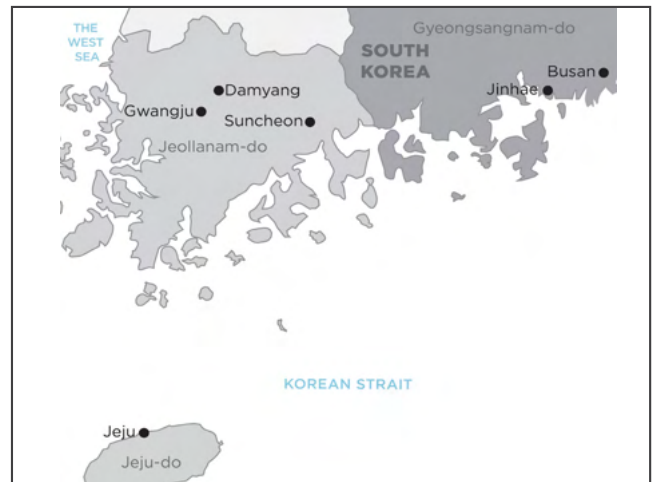 THE
WEST
SEA
Gyeongsangnam-do
SOUTH
KOREA
Busan
Jinhae
Damyang
Gwangju
Suncheon
Jeollanam-do
KOREAN STRAIT
Jeju
Jeju-do